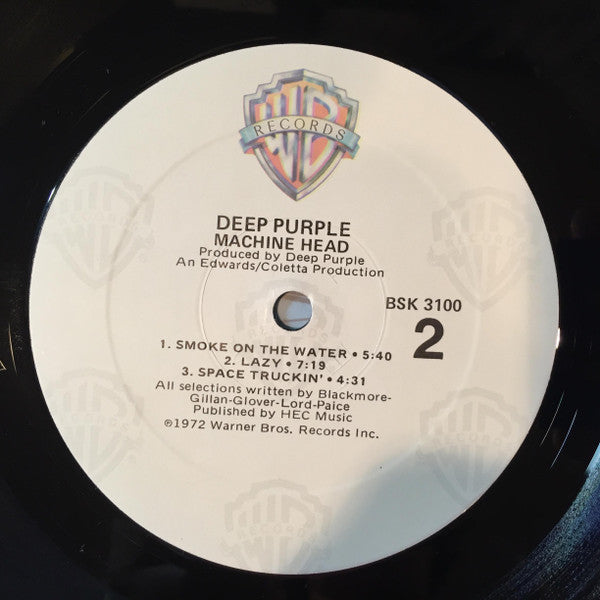 WB
RECORDS
DEEP PURPLE
MACHINE HEAD
Produced by Deep Purple
An Edwards/Coletta Production
BSK 3100
2
1. SMOKE ON THE WATER • 5:40
2. LAZY • 7:19
3. SPACE TRUCKIN' • 4:31
All selections written by Blackmore-
Gillan-Glover-Lord-Paice
Published by HEC Music
℗1972 Warner Bros. Records Inc.